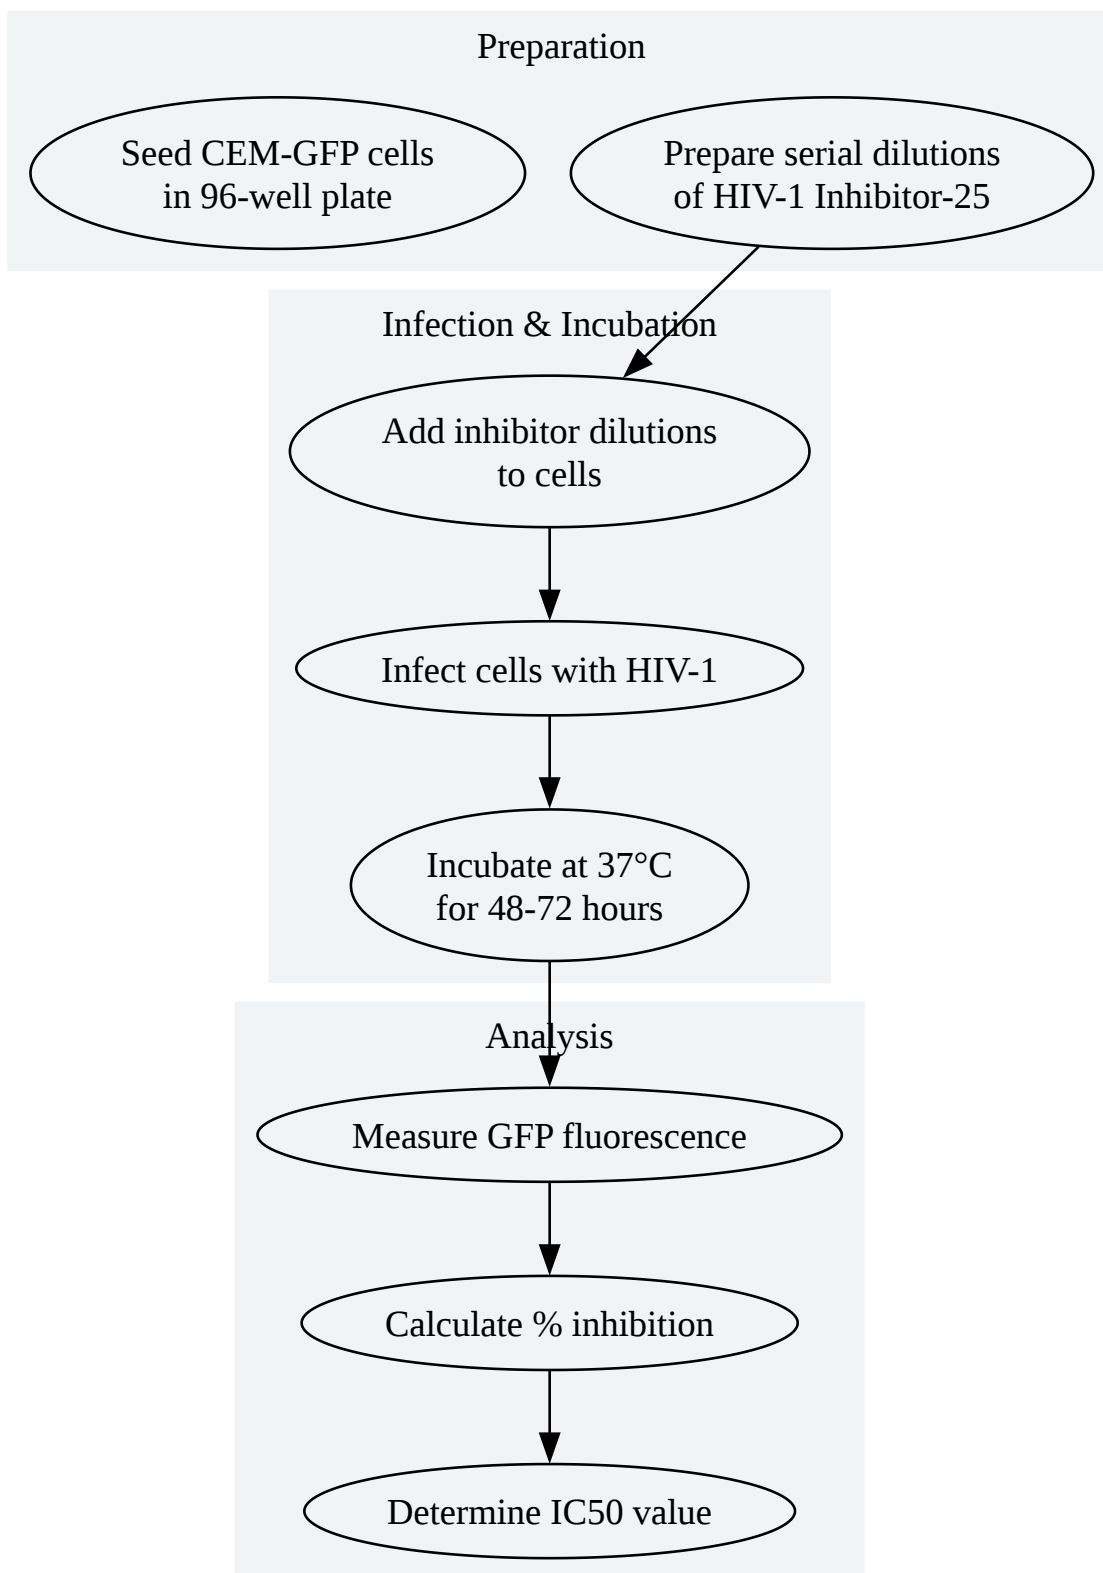 Preparation
Seed CEM-GFP cells
in 96-well plate
Prepare serial dilutions
of HIV-1 Inhibitor-25
Infection & Incubation
Add inhibitor dilutions
to cells
Infect cells with HIV-1
Incubate at 37°C
for 48-72 hours
Analysis
Measure GFP fluorescence
Calculate % inhibition
Determine IC50 value